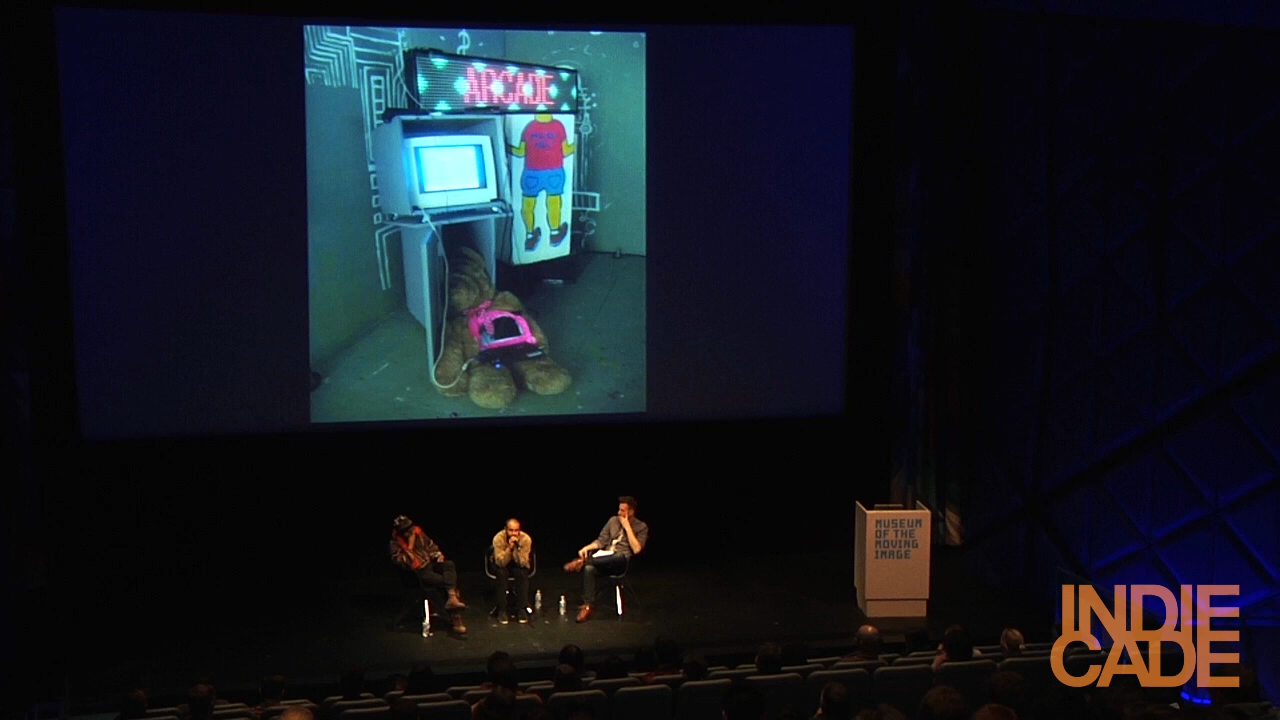 ARCADE
MUSEUM
OF THE
MOVING
IMAGE
INDIE
CADE